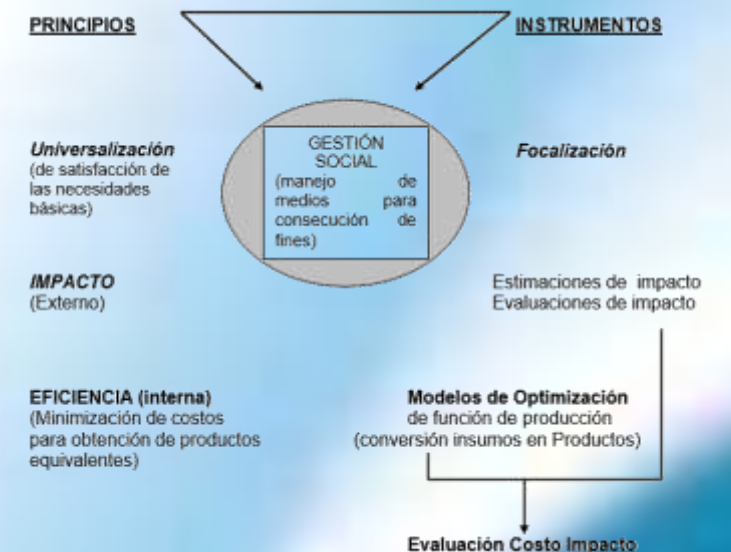 PRINCIPIOS
INSTRUMENTOS
Universalización
(de satisfacción de
las necesidades
básicas)
GESTIÓN
SOCIAL
(manejo de
medios para
consecución de
fines)
Focalización
IMPACTO
(Externo)
Estimaciones de impacto
Evaluaciones de impacto
EFICIENCIA (interna)
(Minimización de costos
para obtención de productos
equivalentes)
Modelos de Optimización
de función de producción
(conversión insumos en Productos)
Evaluación Costo Impacto